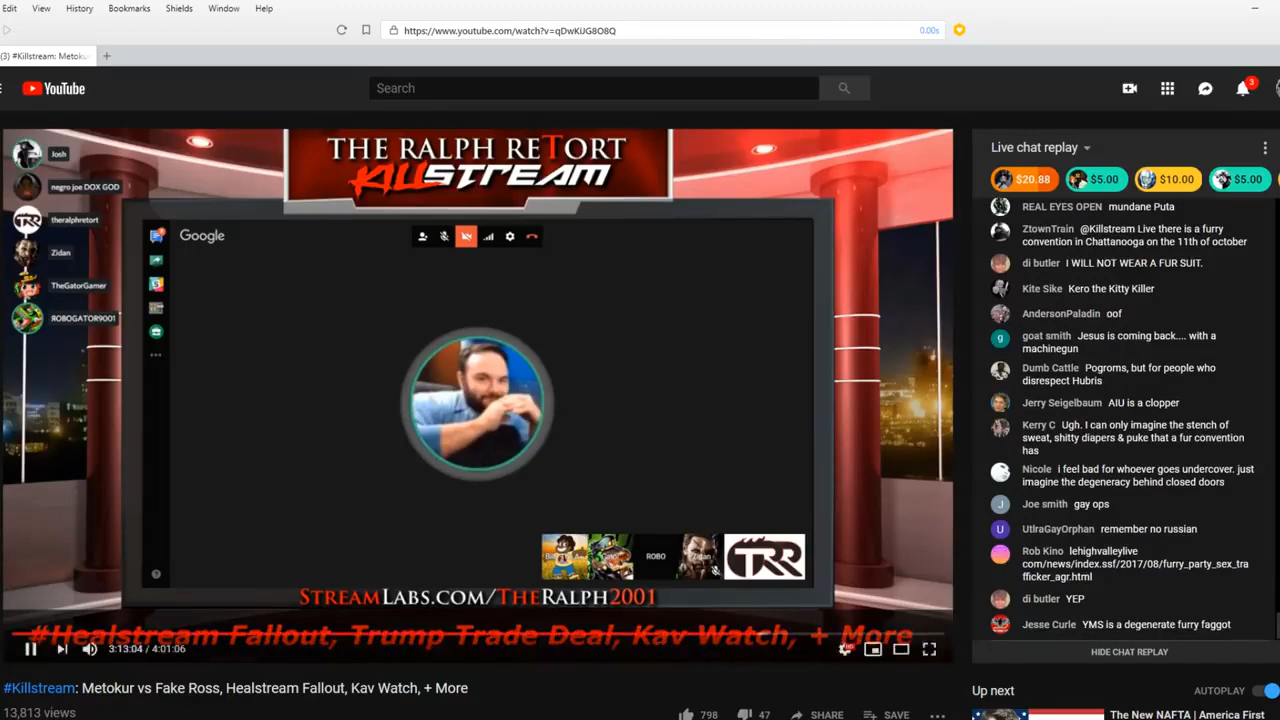 Edit View History Bookmarks Shields Window Help
https://www.youtube.com/watch?v=qDwKiJG8O8Q 0.00s
(3) #Killstream: Metoku
YouTube
Search
3
THE RALPH RETORT
KILLSTREAM
Josh
negro joe DOX GOD
theralphretort
Zidan
TheGatorGamer
ROBOGATOR9001
Google
ROBO
Zidan
TRR
STREAMLABS.COM/THERALPH2001
#Healstream Fallout, Trump Trade Deal, Kav Watch, + More
3:13:04 / 4:01:06
HD
#Killstream: Metokur vs Fake Ross, Healstream Fallout, Kav Watch, + More
13,813 views
798 47 SHARE SAVE
Live chat replay
$20.88 $5.00 $10.00 $5.00
REAL EYES OPEN mundane Puta
ZtownTrain @Killstream Live there is a furry
convention in Chattanooga on the 11th of october
di butler I WILL NOT WEAR A FUR SUIT.
Kite Sike Kero the Kitty Killer
AndersonPaladin oof
goat smith Jesus is coming back.... with a
machinegun
Dumb Cattle Pogroms, but for people who
disrespect Hubris
Jerry Seigelbaum AIU is a clopper
Kerry C Ugh. I can only imagine the stench of
sweat, shitty diapers & puke that a fur convention
has
Nicole i feel bad for whoever goes undercover. just
imagine the degeneracy behind closed doors
Joe smith gay ops
UtlraGayOrphan remember no russian
Rob Kino lehighvalleylive
com/news/index.ssf/2017/08/furry_party_sex_tra
fficker_agr.html
di butler YEP
Jesse Curle YMS is a degenerate furry faggot
HIDE CHAT REPLAY
Up next
AUTOPLAY
The New NAFTA | America First